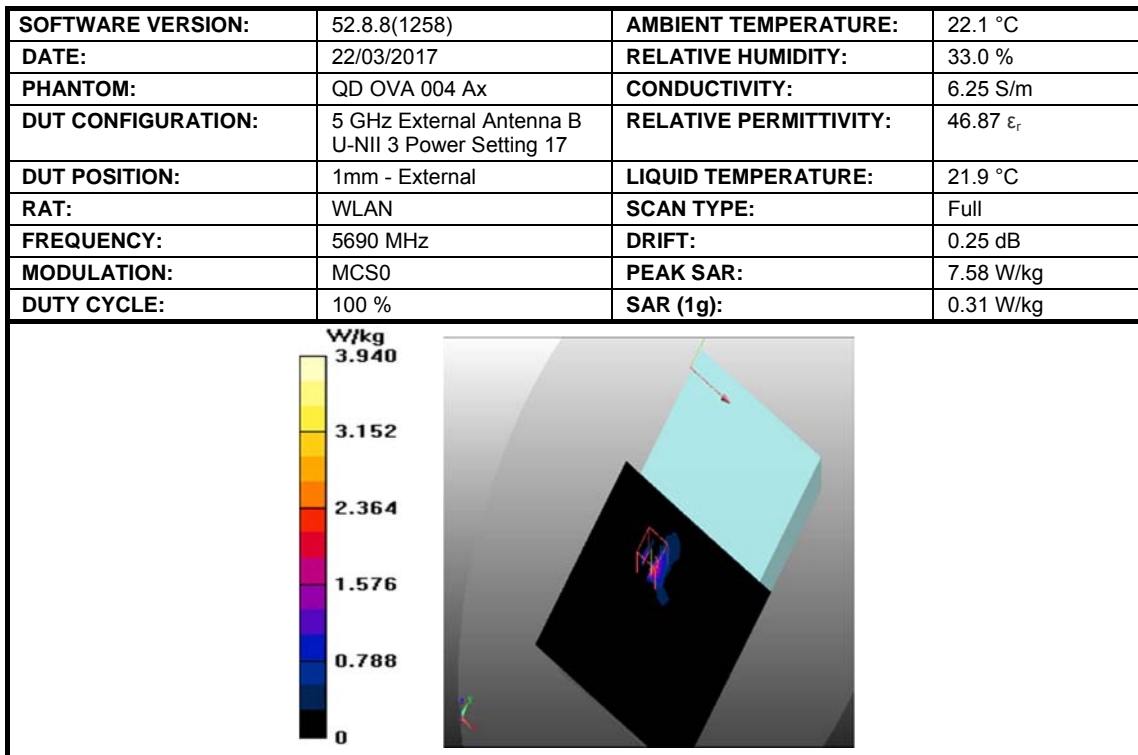 SOFTWARE VERSION: 52.8.8(1258) AMBIENT TEMPERATURE: 22.1 °C
DATE: 22/03/2017 RELATIVE HUMIDITY: 33.0 %
PHANTOM: QD OVA 004 Ax CONDUCTIVITY: 6.25 S/m
DUT CONFIGURATION: 5 GHz External Antenna B RELATIVE PERMITTIVITY: 46.87 εr
U-NII 3 Power Setting 17
DUT POSITION: 1mm - External LIQUID TEMPERATURE: 21.9 °C
RAT: WLAN SCAN TYPE: Full
FREQUENCY: 5690 MHz DRIFT: 0.25 dB
MODULATION: MCS0 PEAK SAR: 7.58 W/kg
DUTY CYCLE: 100 % SAR (1g): 0.31 W/kg
W/kg
3.940
3.152
2.364
1.576
0.788
0